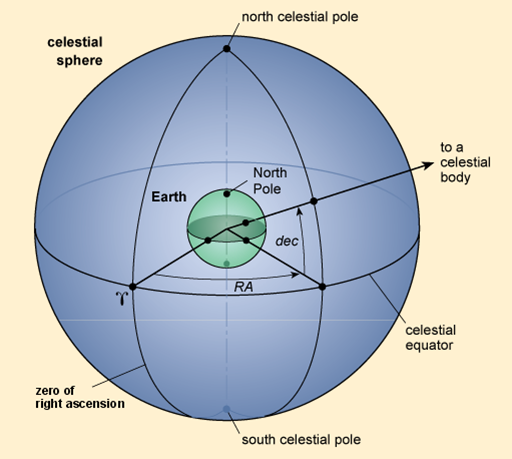 north celestial pole
celestial
sphere
to a
celestial
body
North
Pole
Earth
dec
RA
♈
celestial
equator
zero of
right ascension
south celestial pole